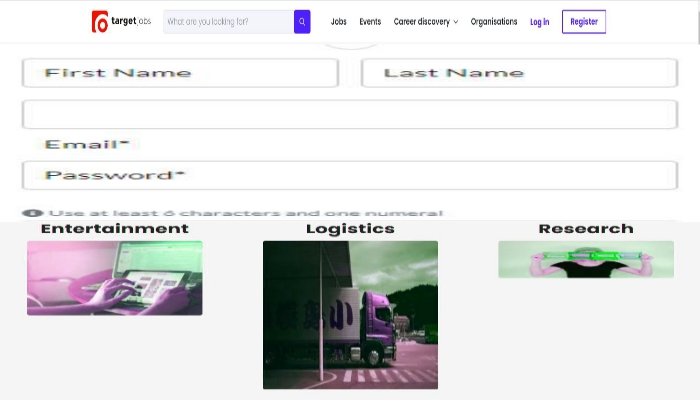 targetjobs What are you looking for? Jobs Events Career discovery Organisations Log in Register
First Name Last Name
Email*
Password*
Use at least 6 characters and one numeral
Entertainment Logistics Research